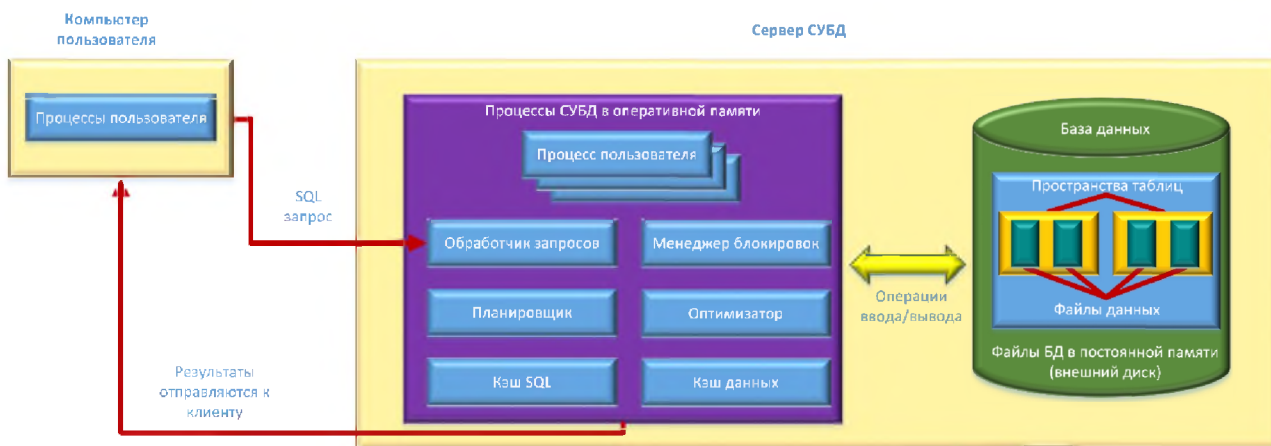 Компьютер
пользователя
Сервер СУБД
Процессы пользователя
SQL
запрос
Процессы СУБД в оперативной памяти
Процесс пользователя
Обработчик запросов
Менеджер блокировок
Планировщик
Оптимизатор
Кэш SQL
Кэш данных
Операции
ввода/вывода
База данных
Пространства таблиц
Файлы данных
Файлы БД в постоянной памяти
(внешний диск)
Результаты
отправляются к
клиенту